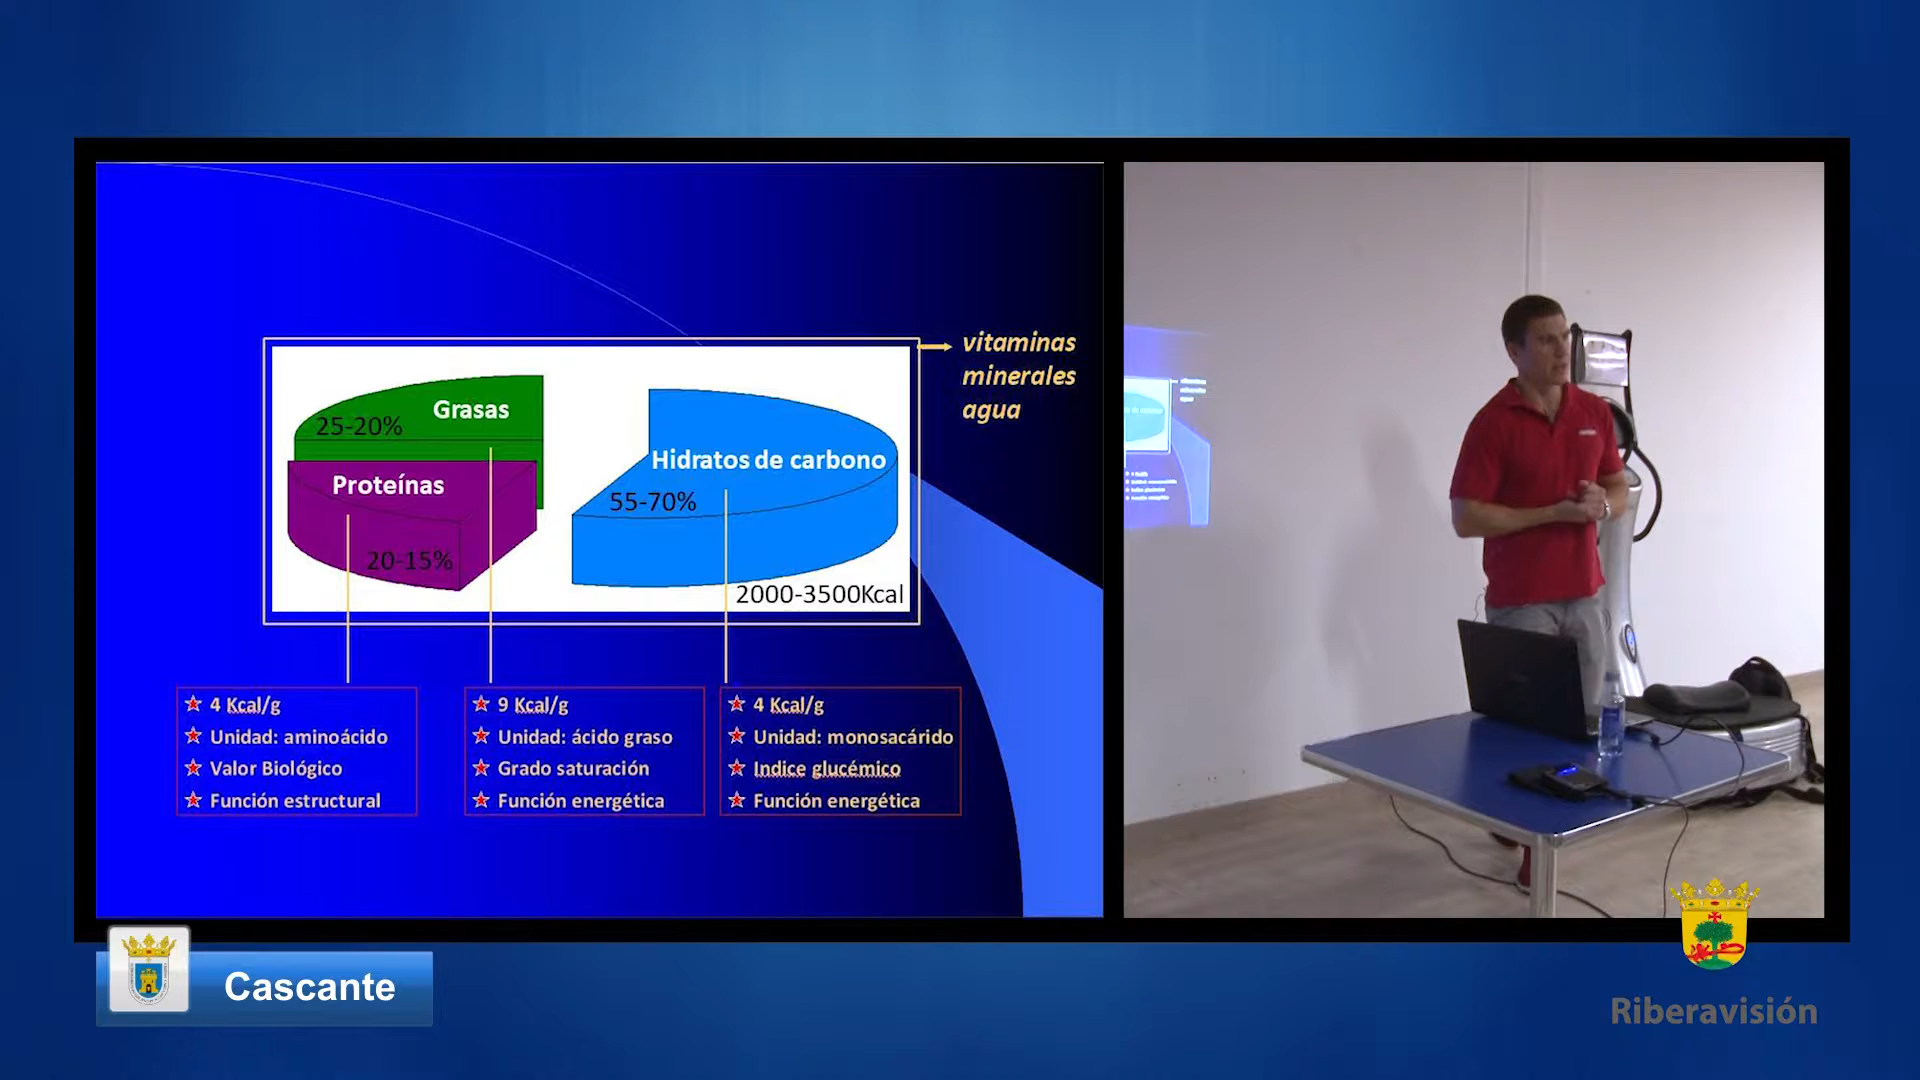 vitaminas
minerales
agua
Grasas
25-20%
Proteínas
20-15%
Hidratos de carbono
55-70%
2000-3500Kcal
4 Kcal/g
Unidad: aminoácido
Valor Biológico
Función estructural
9 Kcal/g
Unidad: ácido graso
Grado saturación
Función energética
4 Kcal/g
Unidad: monosacárido
Indice glucémico
Función energética
Cascante
Riberavisión